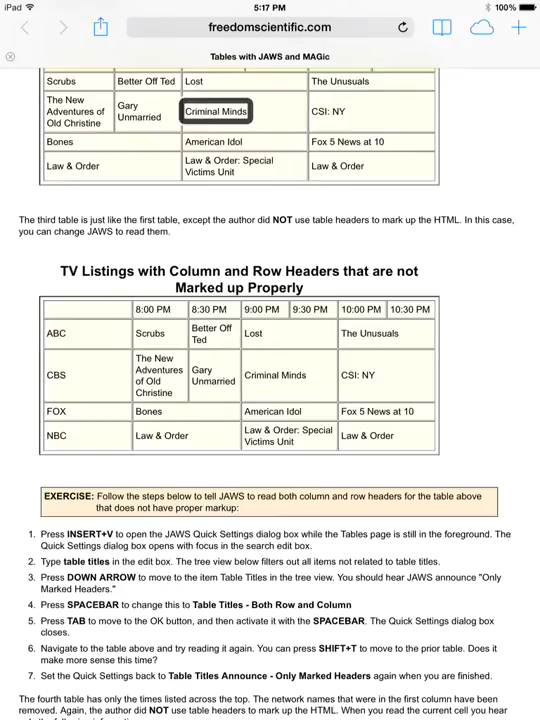 iPad 5:17 PM 100%
freedomscientific.com
Tables with JAWS and MAGic
Scrubs Better Off Ted Lost The Unusuals
The New
Adventures of
Old Christine
Gary
Unmarried
Criminal Minds
CSI: NY
Bones American Idol Fox 5 News at 10
Law & Order
Law & Order: Special
Victims Unit
Law & Order
The third table is just like the first table, except the author did NOT use table headers to mark up the HTML. In this case,
you can change JAWS to read them.
TV Listings with Column and Row Headers that are not
Marked up Properly
8:00 PM 8:30 PM 9:00 PM 9:30 PM 10:00 PM 10:30 PM
ABC
Scrubs
Better Off
Ted
Lost
The Unusuals
CBS
The New
Adventures
of Old
Christine
Gary
Unmarried
Criminal Minds
CSI: NY
FOX Bones American Idol Fox 5 News at 10
NBC
Law & Order
Law & Order: Special
Victims Unit
Law & Order
EXERCISE: Follow the steps below to tell JAWS to read both column and row headers for the table above
that does not have proper markup:
1. Press INSERT+V to open the JAWS Quick Settings dialog box while the Tables page is still in the foreground. The
Quick Settings dialog box opens with focus in the search edit box.
2. Type table titles in the edit box. The tree view below filters out all items not related to table titles.
3. Press DOWN ARROW to move to the item Table Titles in the tree view. You should hear JAWS announce "Only
Marked Headers."
4. Press SPACEBAR to change this to Table Titles - Both Row and Column
5. Press TAB to move to the OK button, and then activate it with the SPACEBAR. The Quick Settings dialog box
closes.
6. Navigate to the table above and try reading it again. You can press SHIFT+T to move to the prior table. Does it
make more sense this time?
7. Set the Quick Settings back to Table Titles Announce - Only Marked Headers again when you are finished.
The fourth table has only the times listed across the top. The network names that were in the first column have been
removed. Again, the author did NOT use table headers to mark up the HTML. When you read the current cell you hear